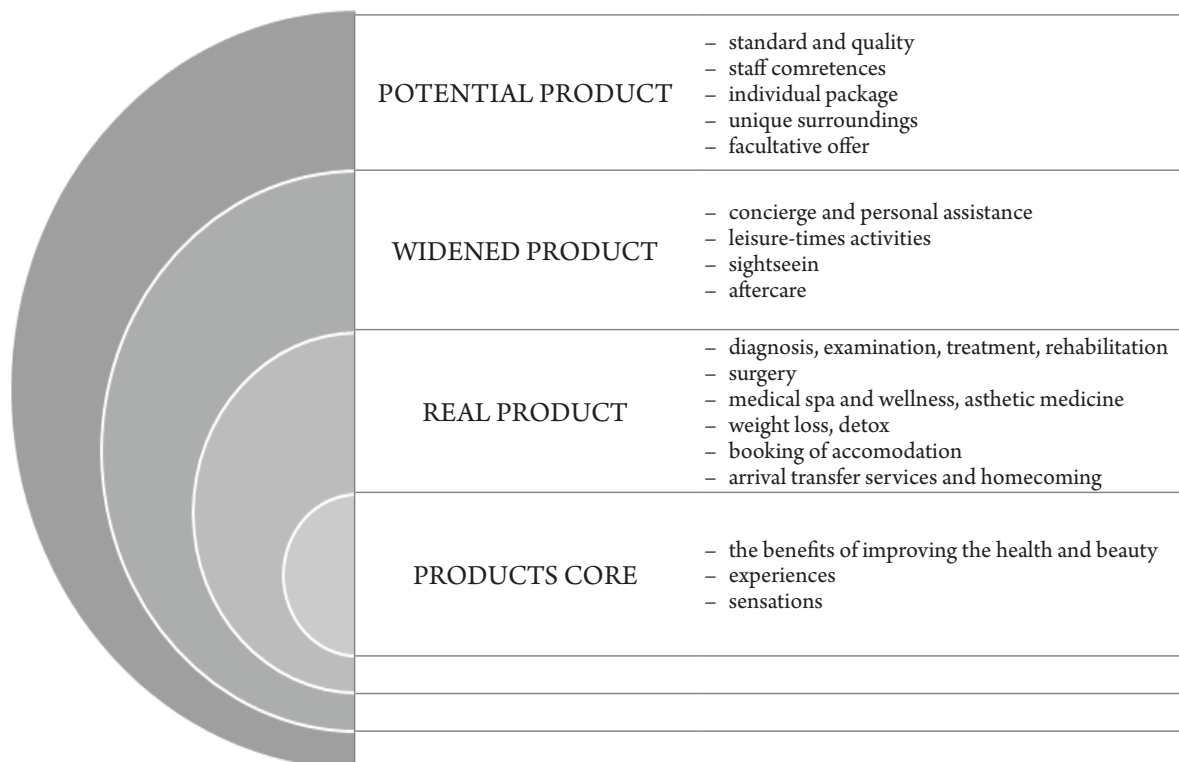 POTENTIAL PRODUCT
– standard and quality
– staff comretences
– individual package
– unique surroundings
– facultative offer
WIDENED PRODUCT
– concierge and personal assistance
– leisure-times activities
– sightseein
– aftercare
REAL PRODUCT
– diagnosis, examination, treatment, rehabilitation
– surgery
– medical spa and wellness, asthetic medicine
– weight loss, detox
– booking of accomodation
– arrival transfer services and homecoming
PRODUCTS CORE
– the benefits of improving the health and beauty
– experiences
– sensations